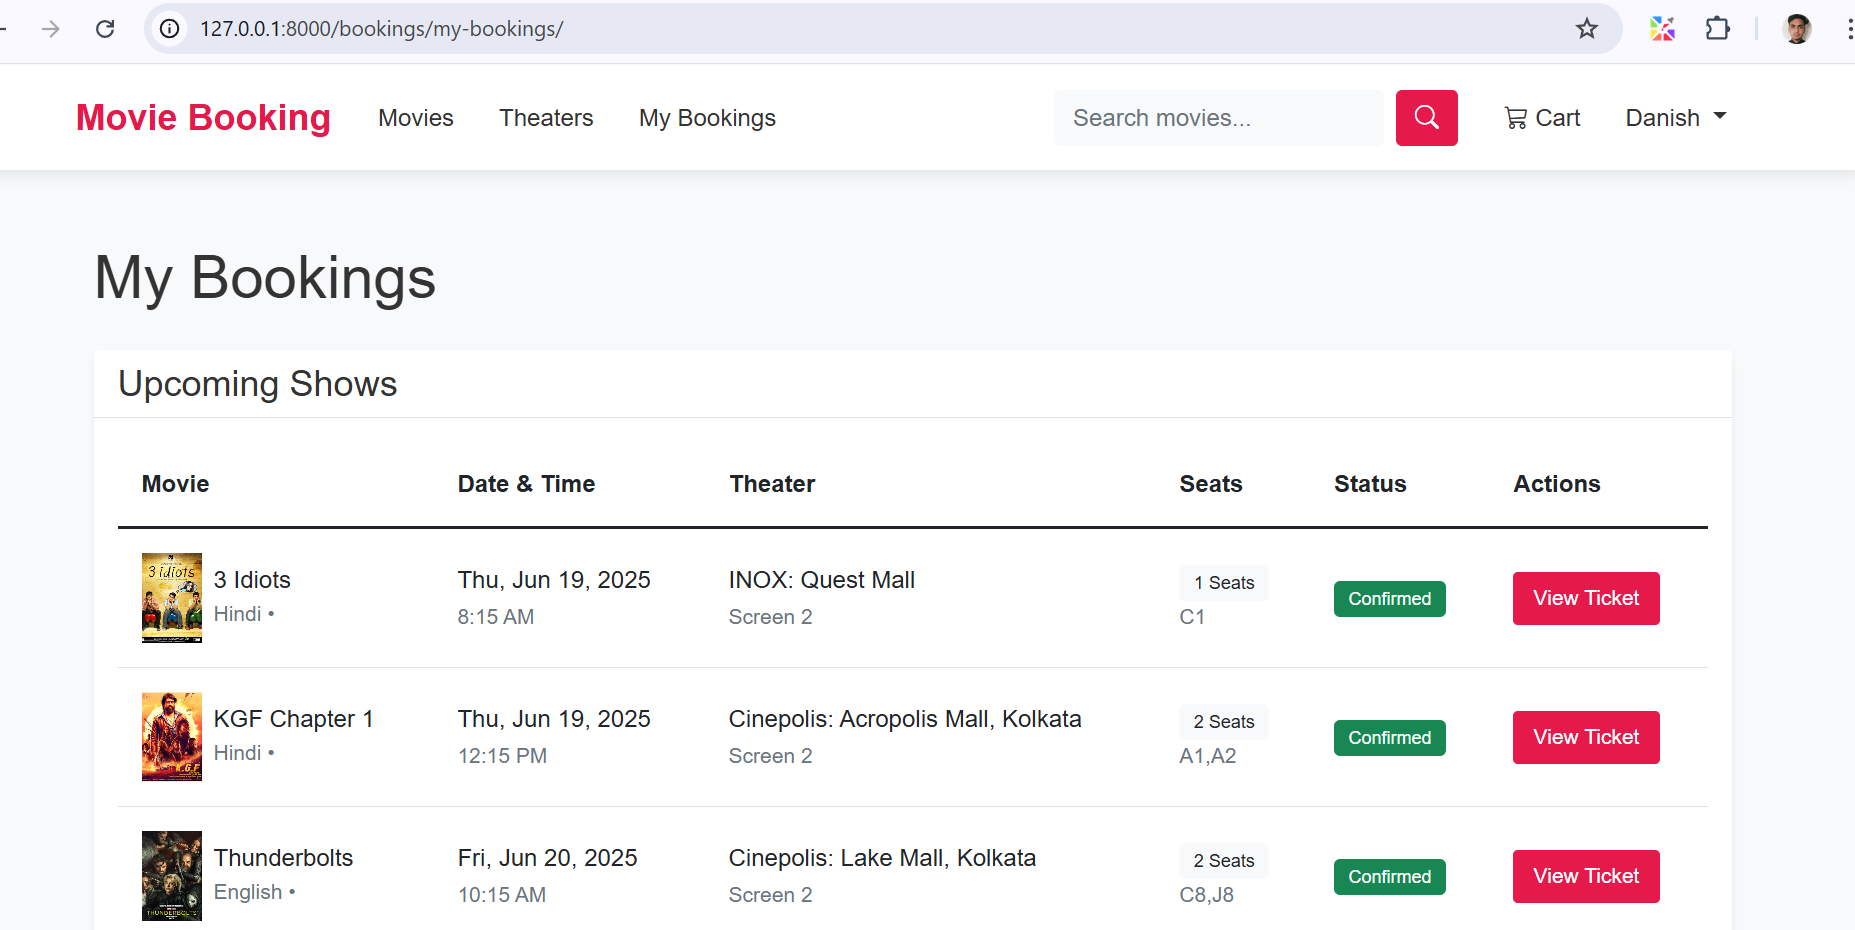 127.0.0.1:8000/bookings/my-bookings/
Movie Booking Movies Theaters My Bookings Search movies... Cart Danish
My Bookings
Upcoming Shows
Movie Date & Time Theater Seats Status Actions
3 idiots
3 Idiots Thu, Jun 19, 2025 INOX: Quest Mall 1 Seats Confirmed View Ticket
Hindi • 8:15 AM Screen 2 C1
K.G.F
KGF Chapter 1 Thu, Jun 19, 2025 Cinepolis: Acropolis Mall, Kolkata 2 Seats Confirmed View Ticket
Hindi • 12:15 PM Screen 2 A1,A2
Thunderbolts Fri, Jun 20, 2025 Cinepolis: Lake Mall, Kolkata 2 Seats Confirmed View Ticket
English • 10:15 AM Screen 2 C8,J8
THUNDERBOLTS